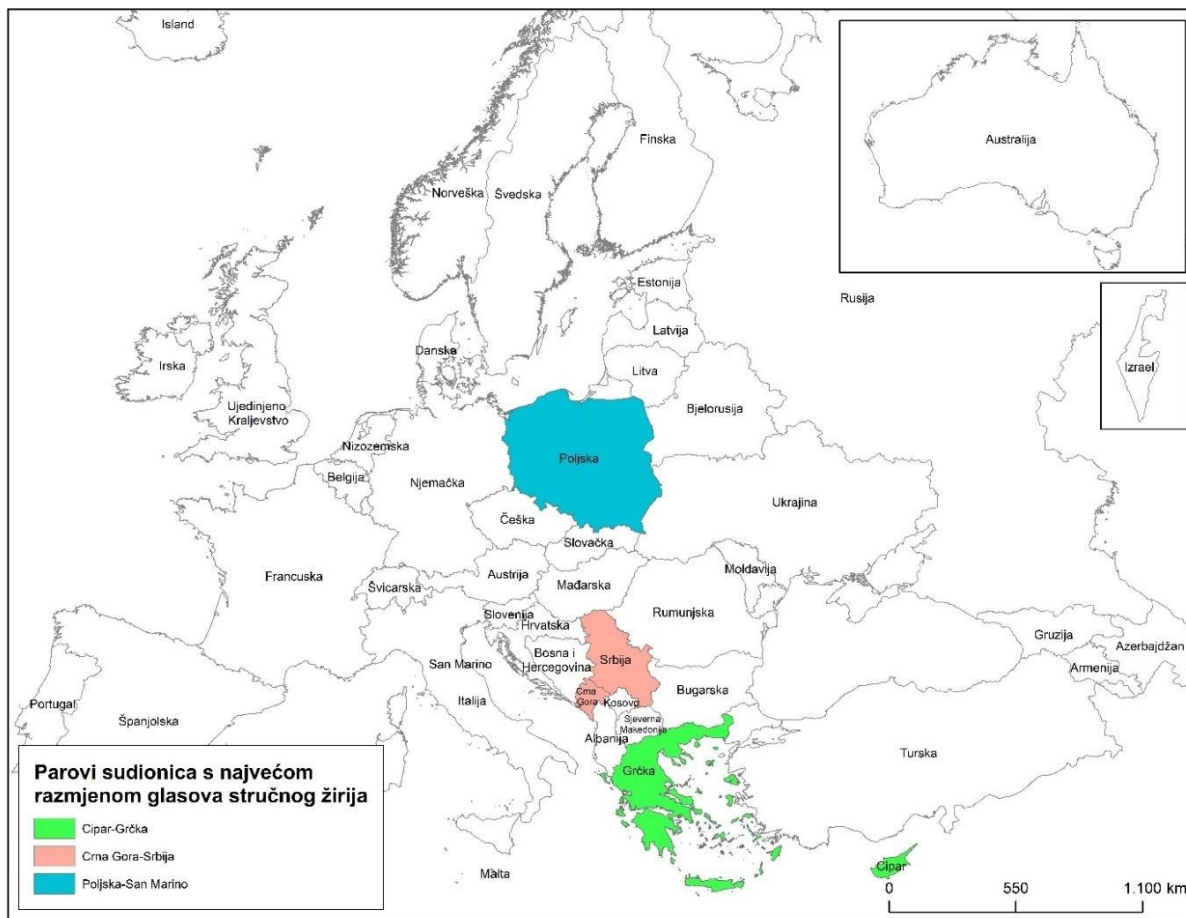 Island
Australija
Finska
Norveška
Švedska
Estonija
Rusija
Latvija
Danska
Izrael
Irska
Litva
Ujedinjeno
Kraljevstvo
Bjelorusija
Nizozemska
Poljska
Belgija
Njemačka
Ukrajina
Češka
Slovačka
Moldavija
Francuska
Austrija
Mađarska
Švicarska
Rumunjska
Slovenija
Hrvatska
Gruzija
Azerbajdžan
Bosna i
Hercegovina
Srbija
San Marino
Armenija
Crna
Gora
Kosovo
Bugarska
Portugal
Italija
Španjolska
Sjeverna
Makedonija
Albanija
Turska
Grčka
Parovi sudionica s najvećom
razmjenom glasova stručnog žirija
Cipar-Grčka
Crna Gora-Srbija
Poljska-San Marino
Malta
Cipar
0 550 1.100 km